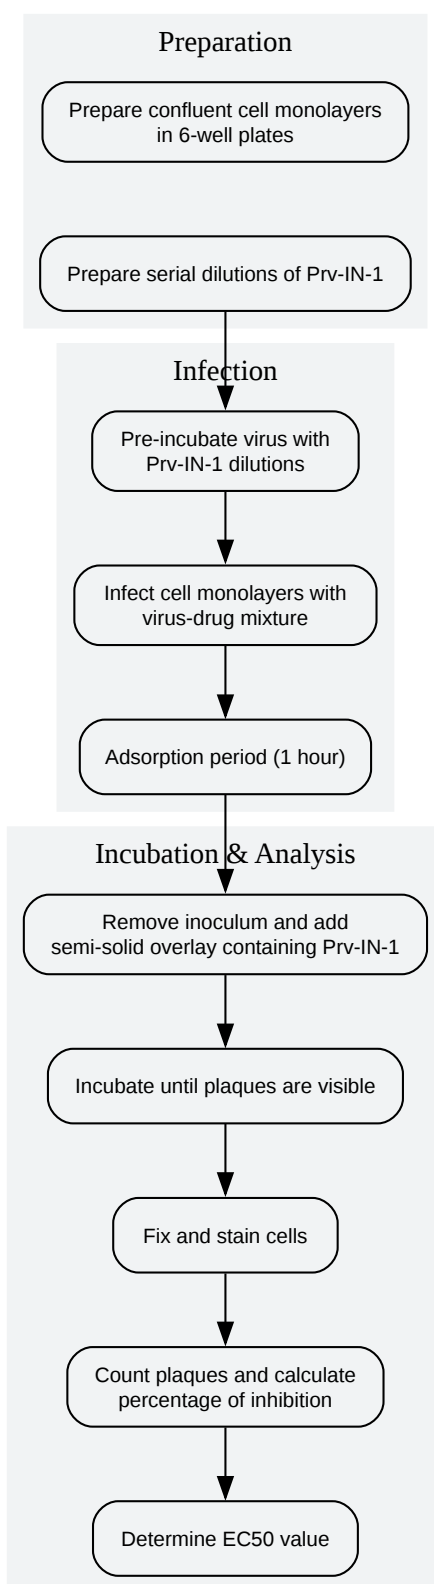 Preparation
Prepare confluent cell monolayers
in 6-well plates
Prepare serial dilutions of Prv-IN-1
Infection
Pre-incubate virus with
Prv-IN-1 dilutions
Infect cell monolayers with
virus-drug mixture
Adsorption period (1 hour)
Incubation & Analysis
Remove inoculum and add
semi-solid overlay containing Prv-IN-1
Incubate until plaques are visible
Fix and stain cells
Count plaques and calculate
percentage of inhibition
Determine EC50 value